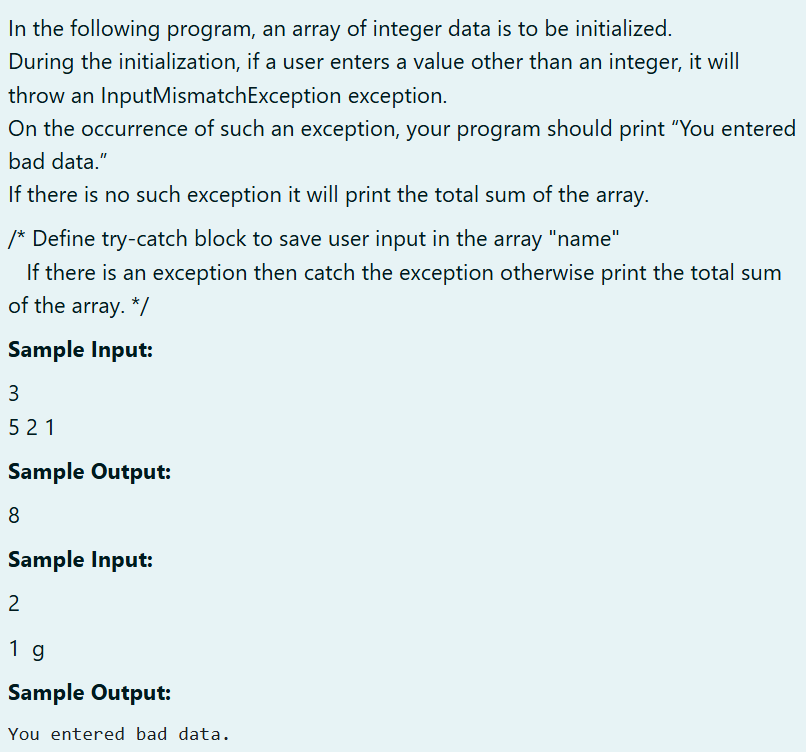 In the following program, an array of integer data is to be initialized.
During the initialization, if a user enters a value other than an integer, it will
throw an InputMismatchException exception.
On the occurrence of such an exception, your program should print “You entered
bad data.”
If there is no such exception it will print the total sum of the array.
/* Define try-catch block to save user input in the array "name"
If there is an exception then catch the exception otherwise print the total sum
of the array. */
Sample Input:
3
5 2 1
Sample Output:
8
Sample Input:
2
1 g
Sample Output:
You entered bad data.